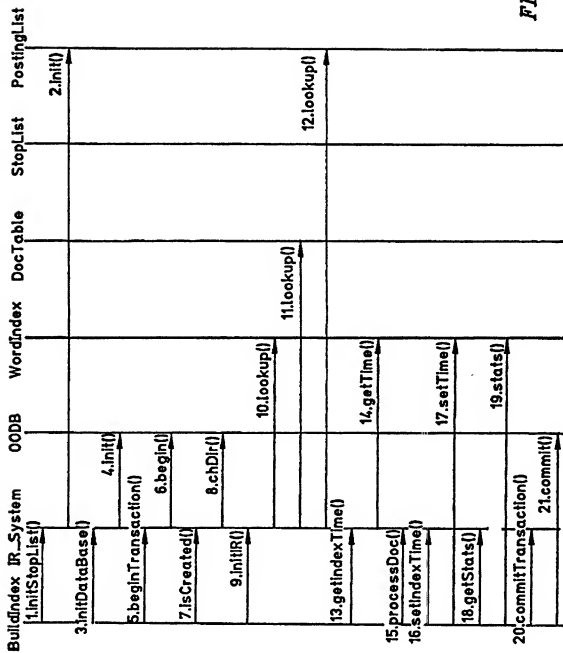 BuildIndex IR_System OODB WordIndex DocTable StopList PostingList
1.initStopList()
2.init()
3.initDataBase()
4.init()
5.beginTransaction()
6.begin()
7.isCreated()
8.chDir()
9.initIR()
10.lookup()
11.lookup()
12.lookup()
13.getIndexTime()
14.getTime()
15.processDoc()
16.setIndexTime()
17.setTime()
18.getStats()
19.stats()
20.commitTransaction()
21.commit()